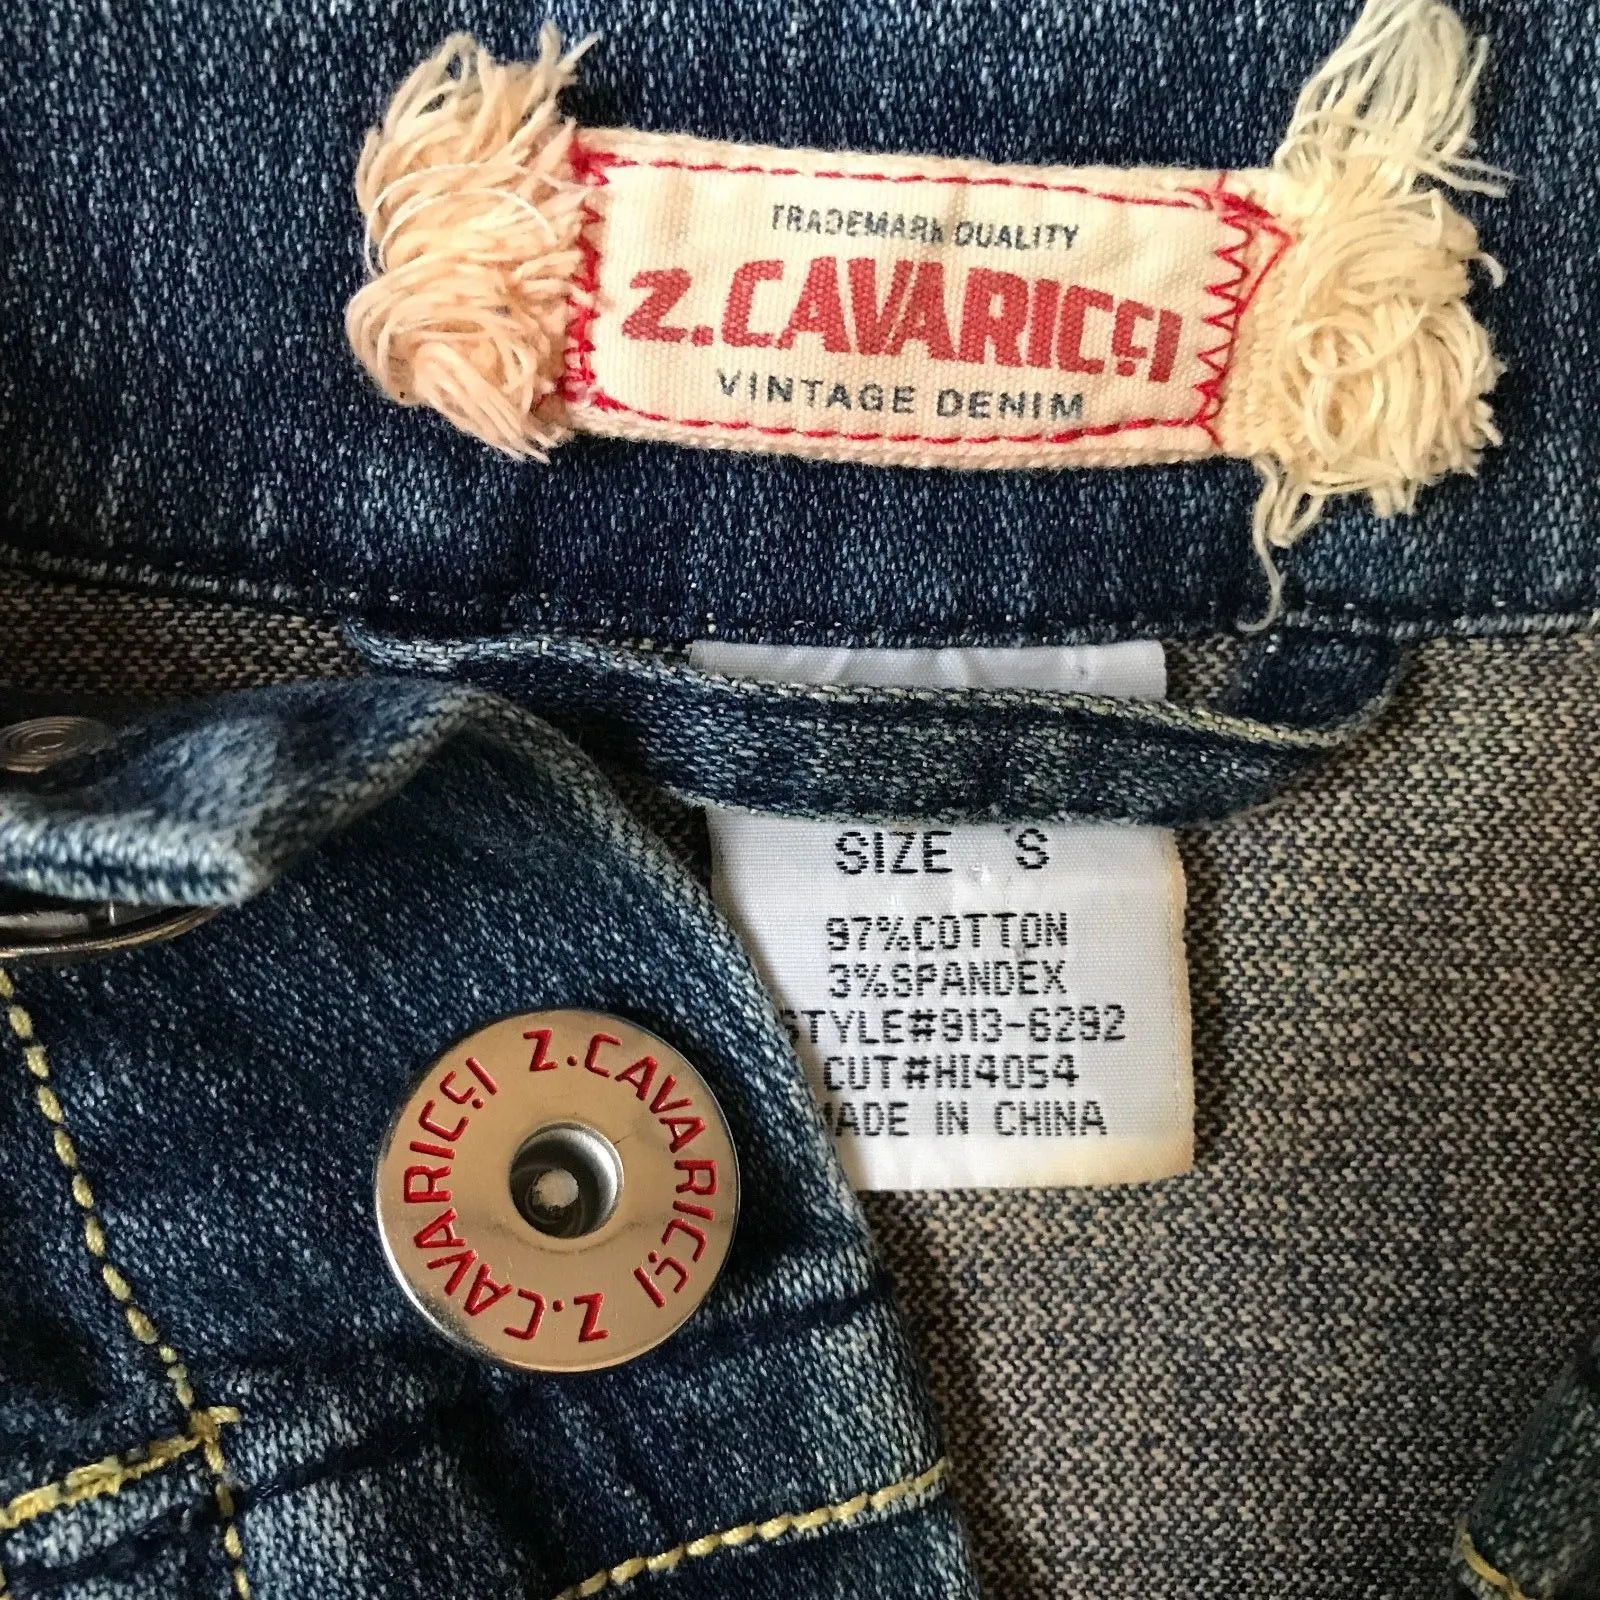 TRADEMARK QUALITY
Z.CAVARICCI
VINTAGE DENIM
SIZE S
97%COTTON
3%SPANDEX
STYLE#913-6292
CUT#HI4054
MADE IN CHINA
Z.CAVARICCI
Z.CAVARICCI